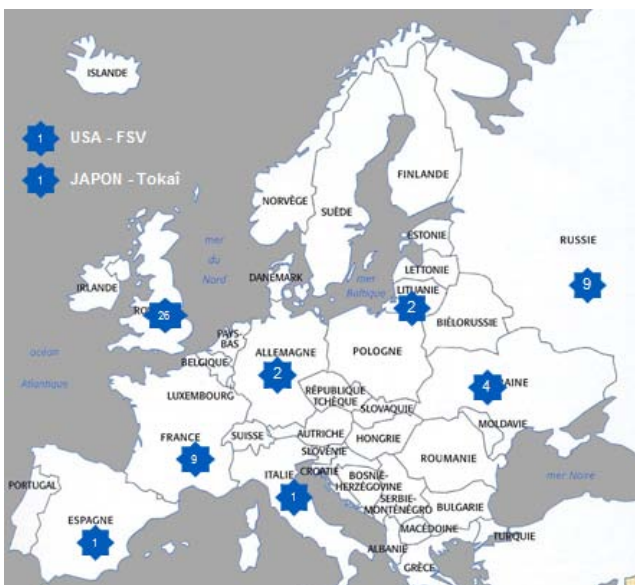 ISLANDE
1 USA - FSV
1 JAPON - Tokaî
FINLANDE
NORVÈGE
SUÈDE
ESTONIE
RUSSIE
mer
du
Nord
LETTONIE
DANEMARK
mer
Baltique
LITUANIE
9
IRLANDE
RO
26
2
BIÉLORUSSIE
PAYS-
BAS
ALLEMAGNE
POLOGNE
océan
Atlantique
BELGIQUE
2
4
AINE
LUXEMBOURG
RÉPUBLIQUE
TCHÈQUE
SLOVAQUIE
MOLDAVIE
FRANCE
SUISSE
AUTRICHE
HONGRIE
9
SLOVÉNIE
ROUMANIE
ITALIE
CROATIE
BOSNIE-
HERZÉGOVINE
mer Noire
PORTUGAL
1
SERBIE-
MONTÉNÉGRO
BULGARIE
ESPAGNE
MACÉDOINE
TURQUIE
1
ALBANIE
GRÈCE